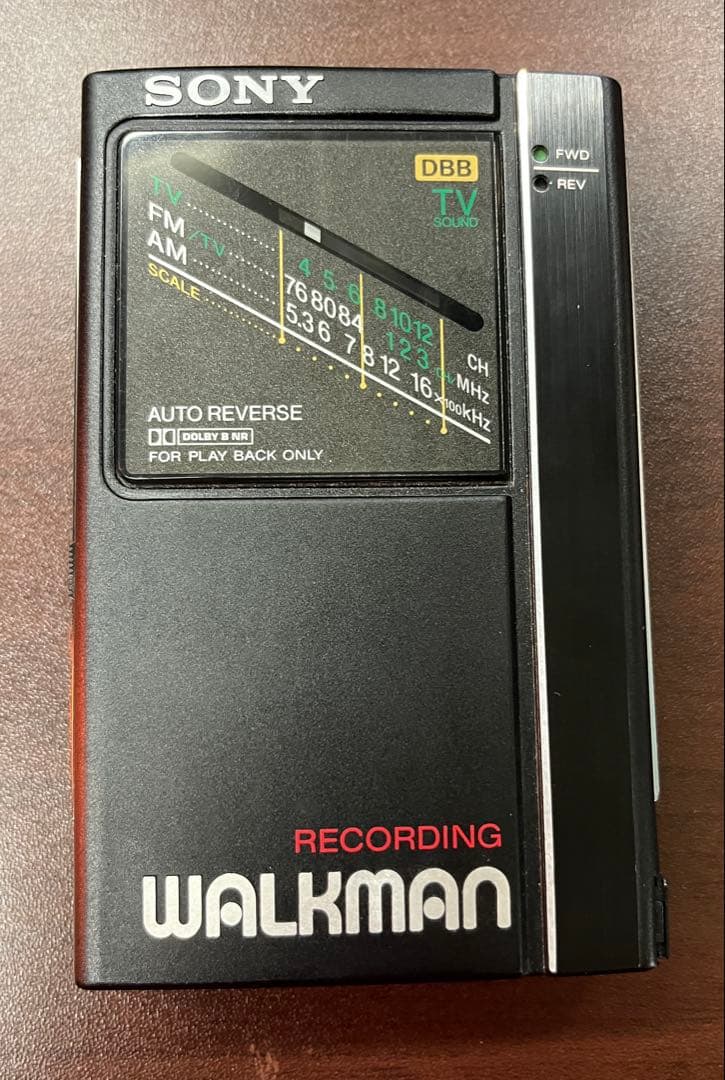 SONY
DBB
TV
SOUND
FWD
REV
TV
FM/TV
AM
SCALE
4 5 6 8 10 12 CH
76 80 84 1 2 3 CH/MHz
5.3 6 7 8 12 16 ×100kHz
AUTO REVERSE
DOLBY B NR
FOR PLAY BACK ONLY
RECORDING
WALKMAN